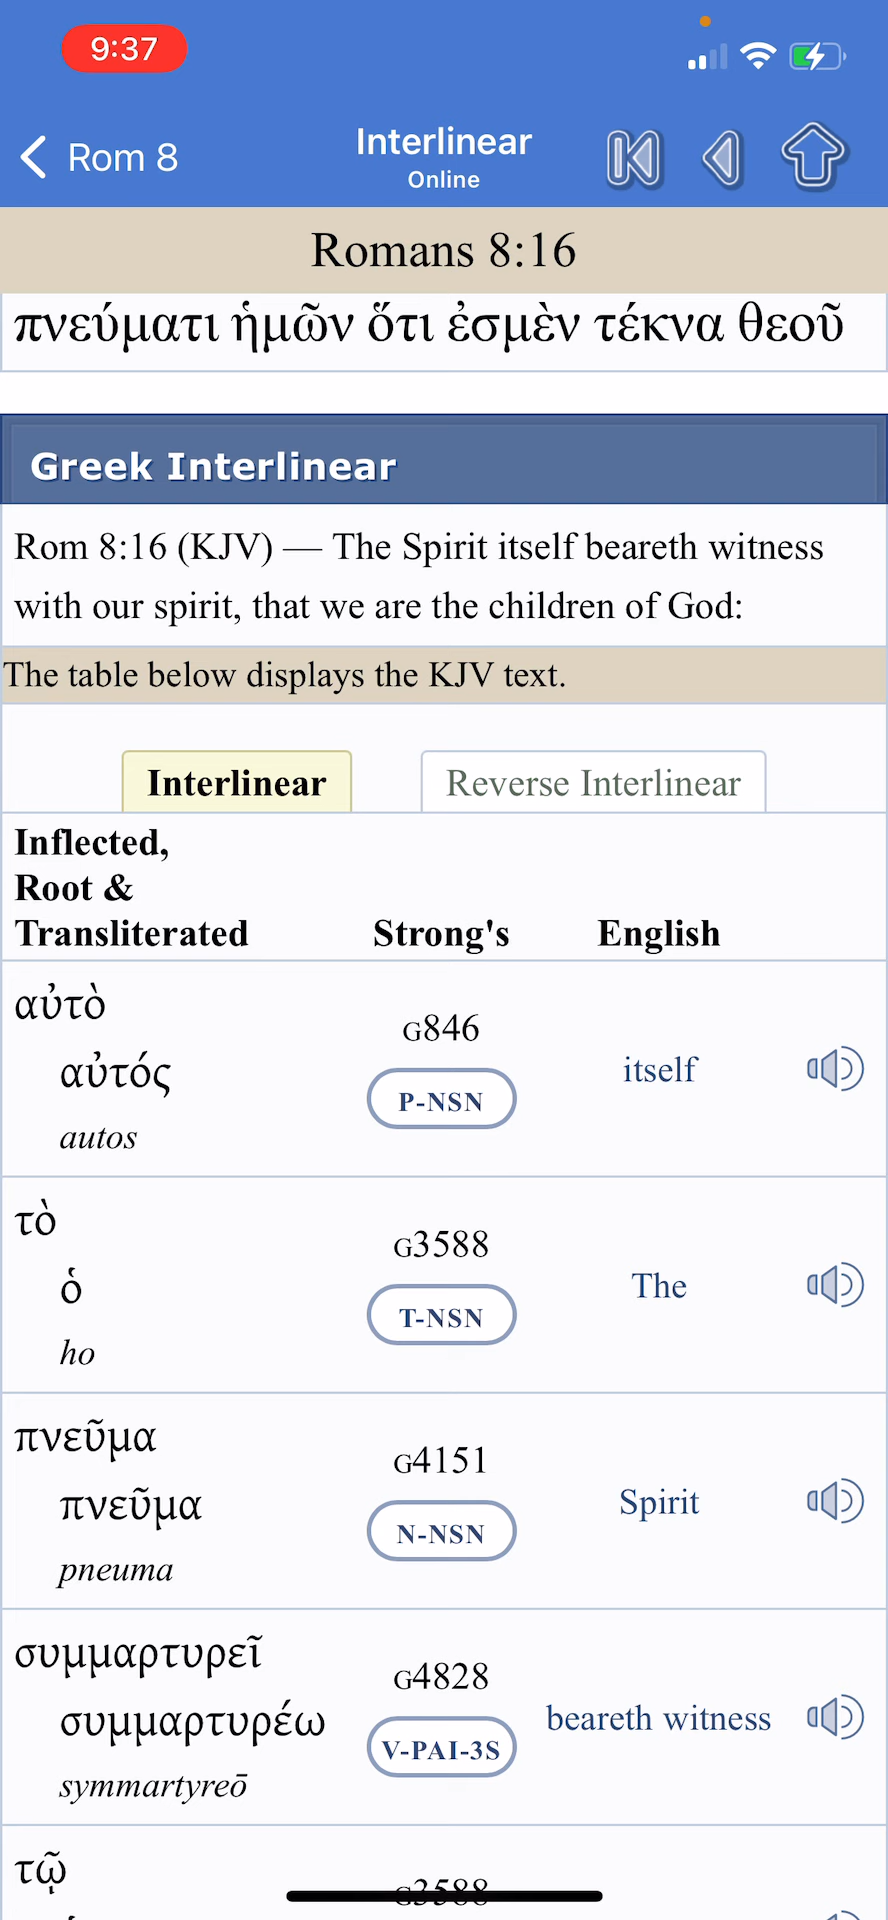 9:37
Rom 8
Interlinear
Online
Romans 8:16
πνεύματι ἡμῶν ὅτι ἐσμὲν τέκνα θεοῦ
Greek Interlinear
Rom 8:16 (KJV) — The Spirit itself beareth witness
with our spirit, that we are the children of God:
The table below displays the KJV text.
Interlinear Reverse Interlinear
Inflected,
Root &
Transliterated Strong's English
αὐτὸ
αὐτός
autos
G846
P-NSN
itself
τὸ
ὁ
ho
G3588
T-NSN
The
πνεῦμα
πνεῦμα
pneuma
G4151
N-NSN
Spirit
συμμαρτυρεῖ
συμμαρτυρέω
symmartyreō
G4828
V-PAI-3S
beareth witness
τῷ
G3588